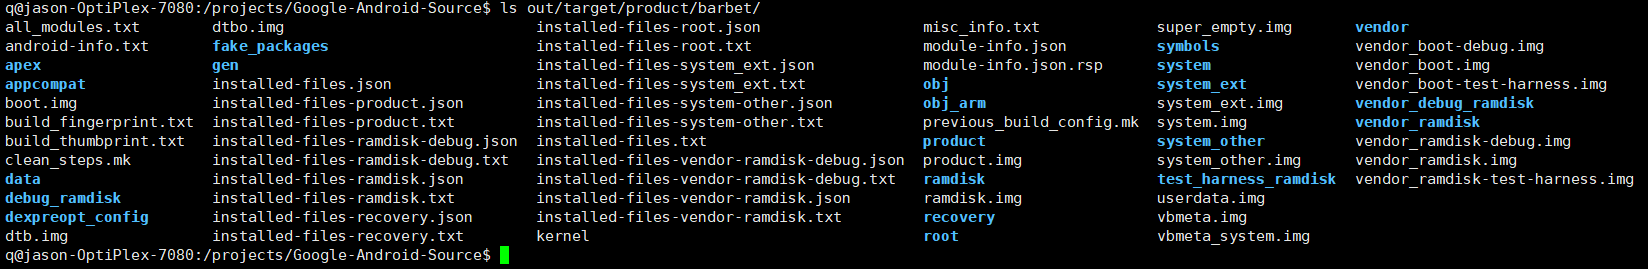 q@jason-OptiPlex-7080:/projects/Google-Android-Source$ ls out/target/product/barbet/
all_modules.txt dtbo.img installed-files-root.json misc_info.txt super_empty.img vendor
android-info.txt fake_packages installed-files-root.txt module-info.json symbols vendor_boot-debug.img
apex gen installed-files-system_ext.json module-info.json.rsp system vendor_boot.img
appcompat installed-files.json installed-files-system_ext.txt obj system_ext vendor_boot-test-harness.img
boot.img installed-files-product.json installed-files-system-other.json obj_arm system_ext.img vendor_debug_ramdisk
build_fingerprint.txt installed-files-product.txt installed-files-system-other.txt previous_build_config.mk system.img vendor_ramdisk
build_thumbprint.txt installed-files-ramdisk-debug.json installed-files.txt product system_other vendor_ramdisk-debug.img
clean_steps.mk installed-files-ramdisk-debug.txt installed-files-vendor-ramdisk-debug.json product.img system_other.img vendor_ramdisk.img
data installed-files-ramdisk.json installed-files-vendor-ramdisk-debug.txt ramdisk test_harness_ramdisk vendor_ramdisk-test-harness.img
debug_ramdisk installed-files-ramdisk.txt installed-files-vendor-ramdisk.json ramdisk.img userdata.img
dexpreopt_config installed-files-recovery.json installed-files-vendor-ramdisk.txt recovery vbmeta.img
dtb.img installed-files-recovery.txt kernel root vbmeta_system.img
q@jason-OptiPlex-7080:/projects/Google-Android-Source$